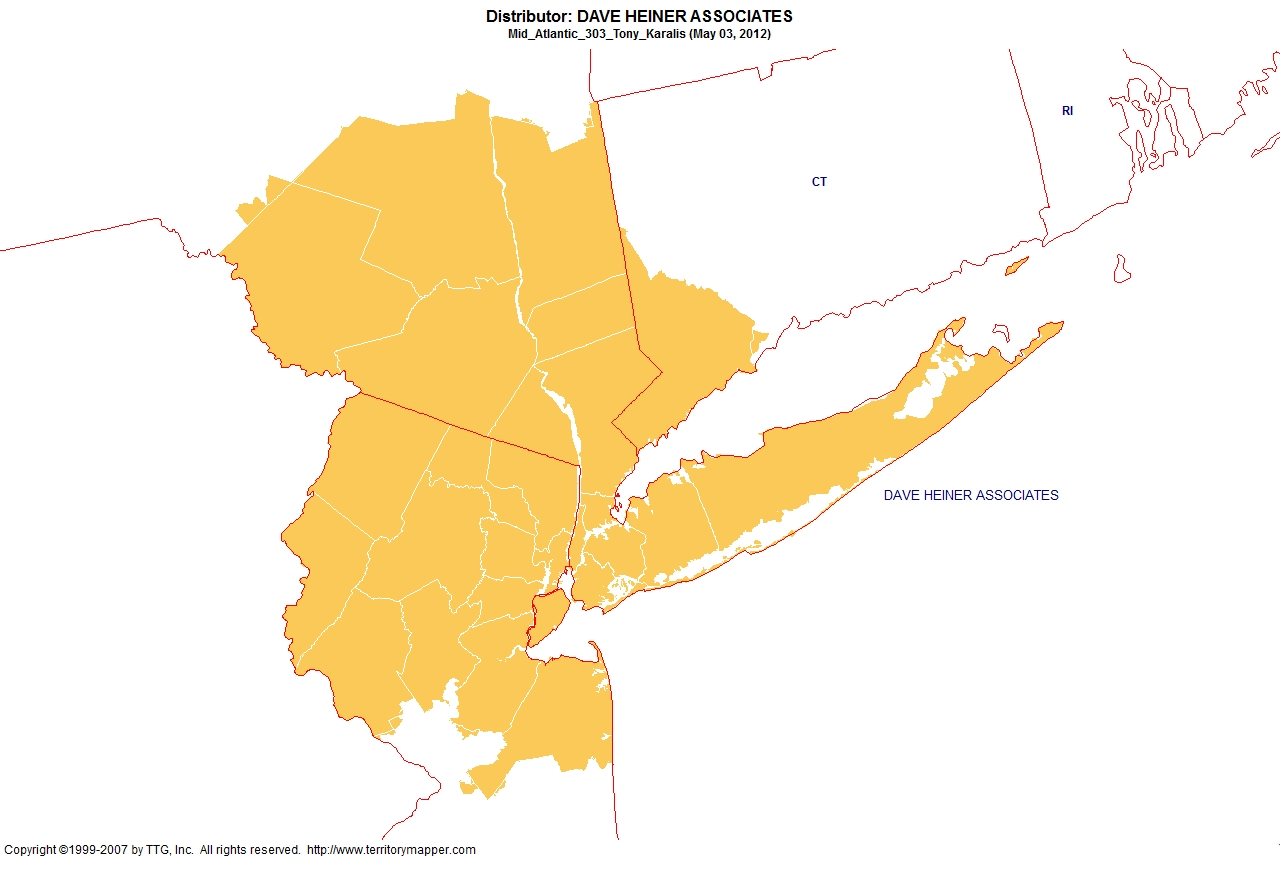 Distributor: DAVE HEINER ASSOCIATES
Mid_Atlantic_303_Tony_Karalis (May 03, 2012)
RI
CT
DAVE HEINER ASSOCIATES
Copyright ©1999-2007 by TTG, Inc. All rights reserved. http://www.territorymapper.com